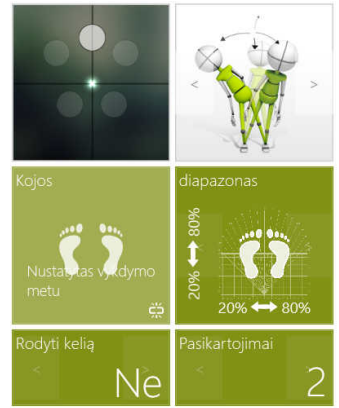 Kojos
Nustatytas vykdymo
metu
diapazonas
20% ↔ 80%
20% ↔ 80%
Rodyti kelią
Ne
Pasikartojimai
2